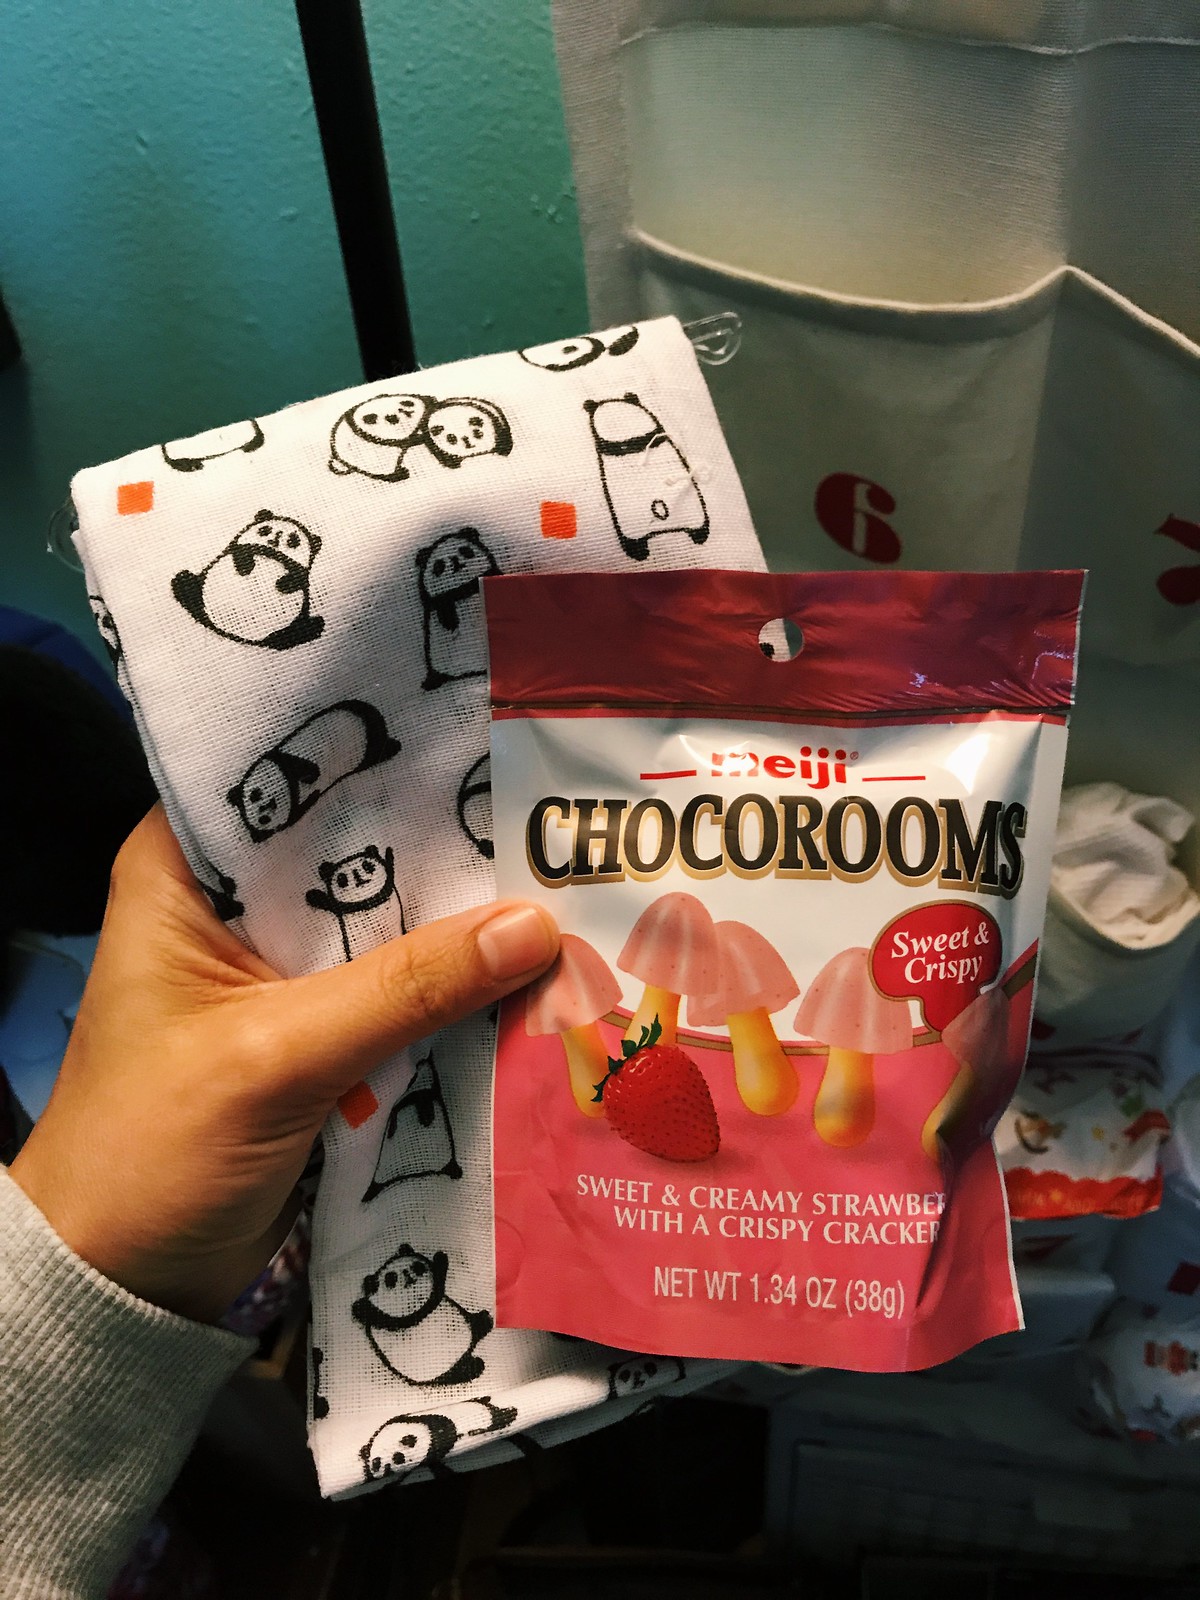 6
meiji
CHOCOROOMS
Sweet &
Crispy
SWEET & CREAMY STRAWBER
WITH A CRISPY CRACKER
NET WT 1.34 OZ (38g)